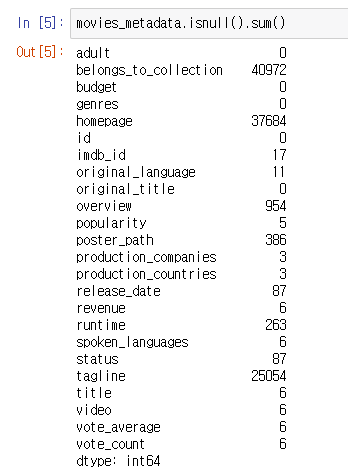 In [5]: movies_metadata.isnull().sum()
Out[5]: adult 0
belongs_to_collection 40972
budget 0
genres 0
homepage 37684
id 0
imdb_id 17
original_language 11
original_title 0
overview 954
popularity 5
poster_path 386
production_companies 3
production_countries 3
release_date 87
revenue 6
runtime 263
spoken_languages 6
status 87
tagline 25054
title 6
video 6
vote_average 6
vote_count 6
dtype: int64